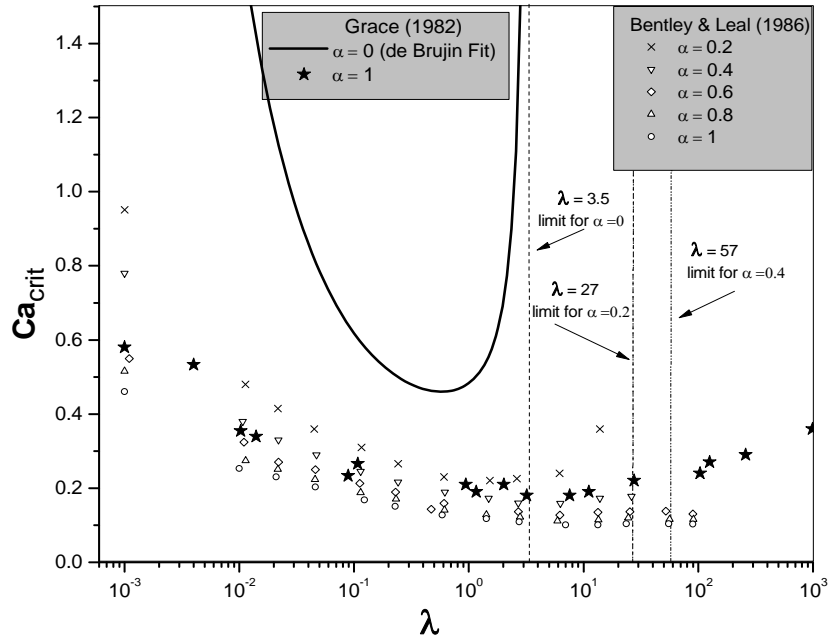 Grace (1982)
α = 0 (de Brujin Fit)
α = 1
Bentley & Leal (1986)
α = 0.2
α = 0.4
α = 0.6
α = 0.8
α = 1
λ = 3.5
limit for α =0
λ = 27
limit for α =0.2
λ = 57
limit for α =0.4
Ca_crit
1.4
1.2
1.0
0.8
0.6
0.4
0.2
0.0
10^-3
10^-2
10^-1
10^0
10^1
10^2
10^3
λ